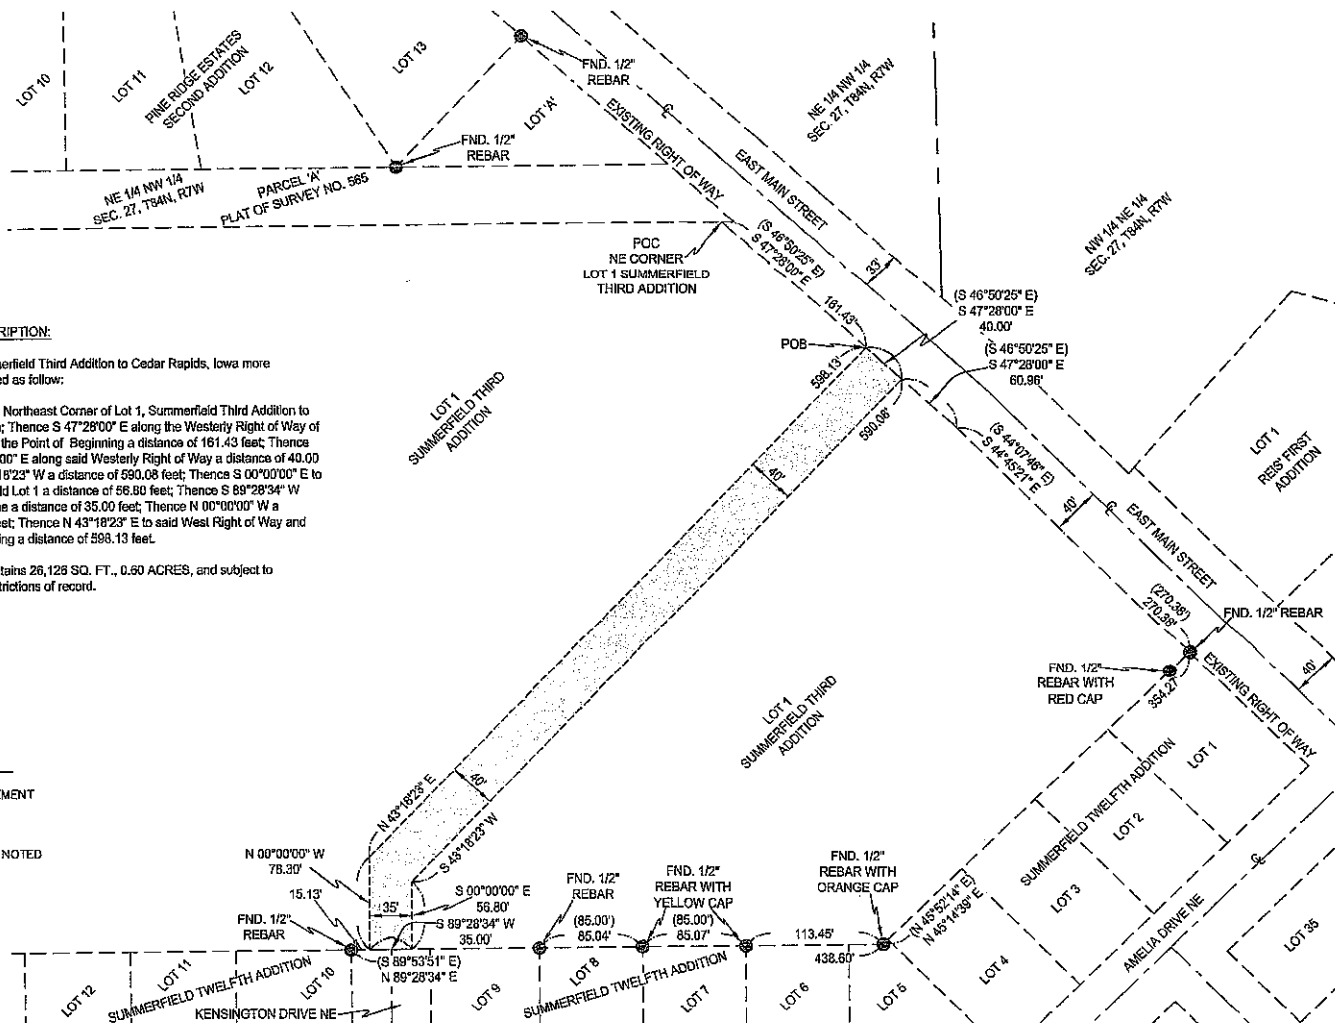 LOT 10
LOT 11
PINE RIDGE ESTATES
SECOND ADDITION
LOT 12
LOT 13
FND. 1/2"
REBAR
LOT 'A'
FND. 1/2"
REBAR
EXISTING RIGHT OF WAY
℄
EAST MAIN STREET
NE 1/4 NW 1/4
SEC. 27, T84N, R7W
NE 1/4 NW 1/4
SEC. 27, T84N, R7W
PARCEL 'A'
PLAT OF SURVEY NO. 565
NW 1/4 NE 1/4
SEC. 27, T84N, R7W
POC
NE CORNER
LOT 1 SUMMERFIELD
THIRD ADDITION
(S 46°50'25" E)
S 47°28'00" E
161.43'
33'
(S 46°50'25" E)
S 47°28'00" E
40.00'
(S 46°50'25" E)
S 47°28'00" E
60.96'
POB
598.13'
590.08'
40'
(S 44°07'46" E)
S 44°45'21" E
40'
℄
EAST MAIN STREET
LOT 1
REIS' FIRST
ADDITION
RIPTION:
erfield Third Addition to Cedar Rapids, Iowa more
ed as follow:
Northeast Corner of Lot 1, Summerfield Third Addition to
; Thence S 47°28'00" E along the Westerly Right of Way of
the Point of Beginning a distance of 161.43 feet; Thence
00" E along said Westerly Right of Way a distance of 40.00
18'23" W a distance of 590.08 feet; Thence S 00°00'00" E to
ld Lot 1 a distance of 56.80 feet; Thence S 89°28'34" W
e a distance of 35.00 feet; Thence N 00°00'00" W a
et; Thence N 43°18'23" E to said West Right of Way and
ing a distance of 598.13 feet.
tains 26,126 SQ. FT., 0.60 ACRES, and subject to
trictions of record.
LOT 1
SUMMERFIELD THIRD
ADDITION
LOT 1
SUMMERFIELD THIRD
ADDITION
(270.38')
270.38'
FND. 1/2" REBAR
FND. 1/2"
REBAR WITH
RED CAP
354.27'
EXISTING RIGHT OF WAY
40'
EMENT
NOTED
N 43°18'23" E
40'
S 43°18'23" W
N 00°00'00" W
78.30'
15.13'
FND. 1/2"
REBAR
35'
S 00°00'00" E
56.80'
S 89°28'34" W
35.00'
(S 89°53'51" E)
N 89°28'34" E
FND. 1/2"
REBAR
(85.00')
85.04'
FND. 1/2"
REBAR WITH
YELLOW CAP
(85.00')
85.07'
FND. 1/2"
REBAR WITH
ORANGE CAP
113.45'
438.60'
(N 45°52'14" E)
N 45°14'39" E
SUMMERFIELD TWELFTH ADDITION
LOT 1
LOT 2
LOT 3
LOT 4
℄
AMELIA DRIVE NE
LOT 35
LOT 12
LOT 11
SUMMERFIELD TWELFTH ADDITION
LOT 10
KENSINGTON DRIVE NE
LOT 9
LOT 8
SUMMERFIELD TWELFTH ADDITION
LOT 7
LOT 6
LOT 5